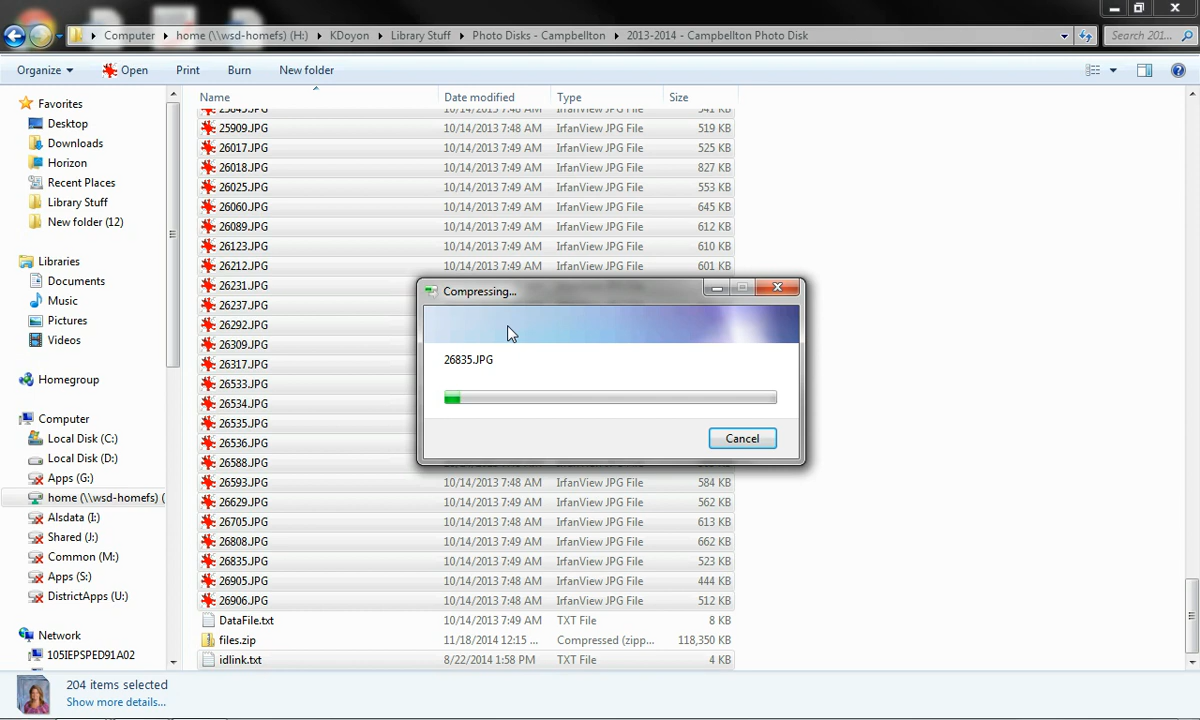 Computer ▸ home (\\wsd-homefs) (H:) ▸ KDoyon ▸ Library Stuff ▸ Photo Disks - Campbellton ▸ 2013-2014 - Campbellton Photo Disk
Search 201...
Organize Open Print Burn New folder
Name Date modified Type Size
25909.JPG 10/14/2013 7:48 AM IrfanView JPG File 519 KB
26017.JPG 10/14/2013 7:49 AM IrfanView JPG File 525 KB
26018.JPG 10/14/2013 7:49 AM IrfanView JPG File 827 KB
26025.JPG 10/14/2013 7:49 AM IrfanView JPG File 553 KB
26060.JPG 10/14/2013 7:49 AM IrfanView JPG File 645 KB
26089.JPG 10/14/2013 7:49 AM IrfanView JPG File 612 KB
26123.JPG 10/14/2013 7:49 AM IrfanView JPG File 610 KB
26212.JPG 10/14/2013 7:49 AM IrfanView JPG File 601 KB
26231.JPG
26237.JPG
26292.JPG
26309.JPG
26317.JPG
26533.JPG
26534.JPG
26535.JPG
26536.JPG
26588.JPG
26593.JPG 10/14/2013 7:48 AM IrfanView JPG File 584 KB
26629.JPG 10/14/2013 7:49 AM IrfanView JPG File 562 KB
26705.JPG 10/14/2013 7:48 AM IrfanView JPG File 613 KB
26808.JPG 10/14/2013 7:49 AM IrfanView JPG File 662 KB
26835.JPG 10/14/2013 7:49 AM IrfanView JPG File 523 KB
26905.JPG 10/14/2013 7:48 AM IrfanView JPG File 444 KB
26906.JPG 10/14/2013 7:48 AM IrfanView JPG File 512 KB
DataFile.txt 10/14/2013 7:49 AM TXT File 8 KB
files.zip 11/18/2014 12:15 ... Compressed (zipp... 118,350 KB
idlink.txt 8/22/2014 1:58 PM TXT File 4 KB
Favorites
Desktop
Downloads
Horizon
Recent Places
Library Stuff
New folder (12)
Libraries
Documents
Music
Pictures
Videos
Homegroup
Computer
Local Disk (C:)
Local Disk (D:)
Apps (G:)
home (\\wsd-homefs) (
Alsdata (I:)
Shared (J:)
Common (M:)
Apps (S:)
DistrictApps (U:)
Network
105IEPSPED91A02
Compressing...
26835.JPG
Cancel
204 items selected
Show more details...